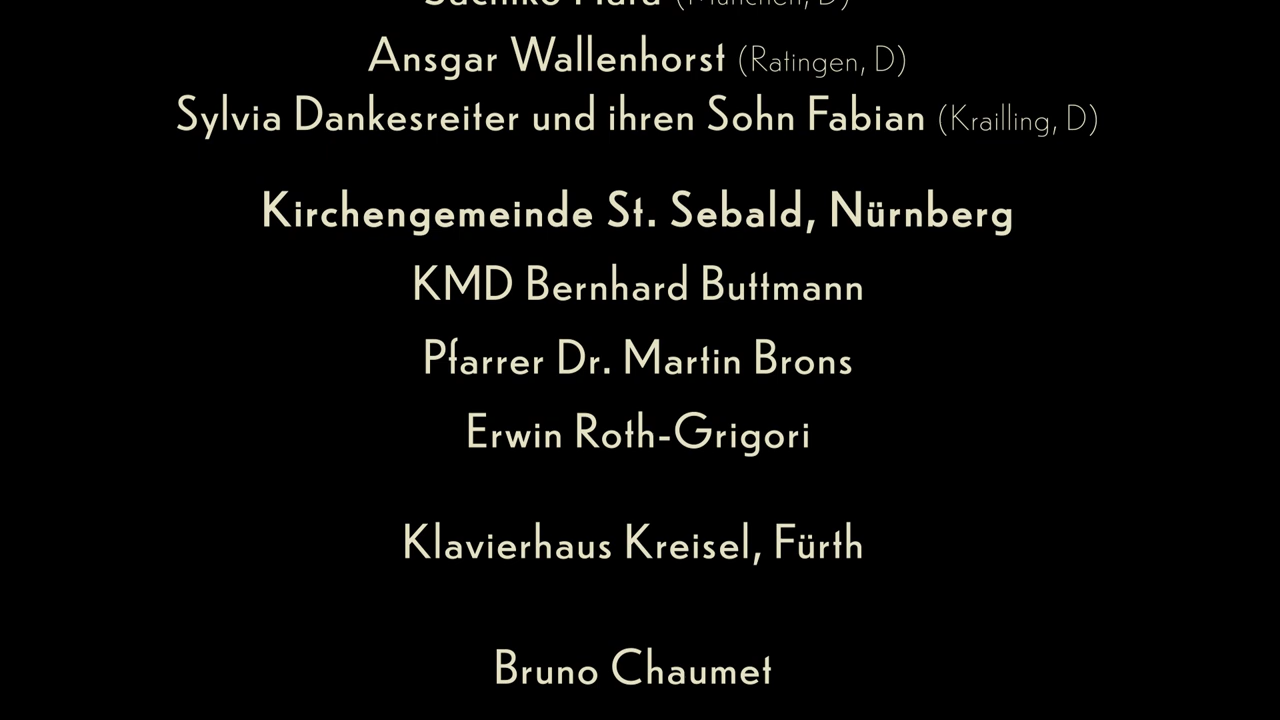 (München, D)
Ansgar Wallenhorst (Ratingen, D)
Sylvia Dankesreiter und ihren Sohn Fabian (Krailling, D)
Kirchengemeinde St. Sebald, Nürnberg
KMD Bernhard Buttmann
Pfarrer Dr. Martin Brons
Erwin Roth-Grigori
Klavierhaus Kreisel, Fürth
Bruno Chaumet